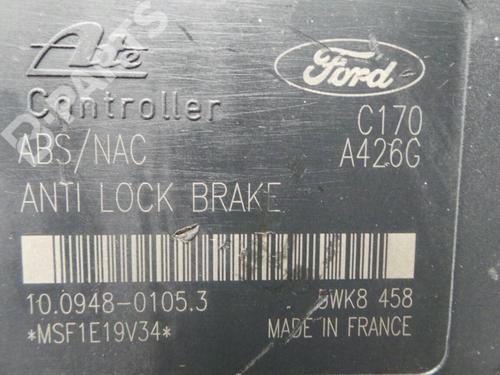 Ate
Ford
Controller
C170
ABS/NAC
A426G
ANTI LOCK BRAKE
10.0948-0105.3
5WK8 458
*MSF1E19V34*
MADE IN FRANCE